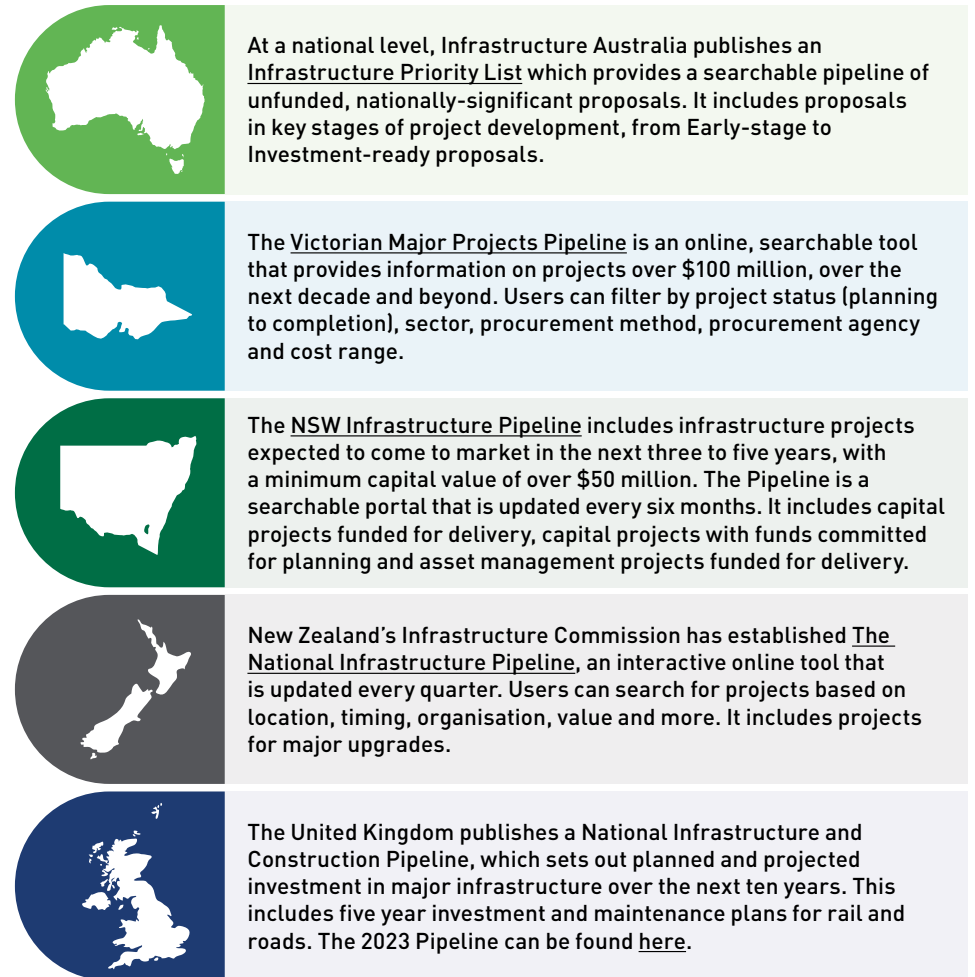 At a national level, Infrastructure Australia publishes an
Infrastructure Priority List which provides a searchable pipeline of
unfunded, nationally-significant proposals. It includes proposals
in key stages of project development, from Early-stage to
Investment-ready proposals.
The Victorian Major Projects Pipeline is an online, searchable tool
that provides information on projects over $100 million, over the
next decade and beyond. Users can filter by project status (planning
to completion), sector, procurement method, procurement agency
and cost range.
The NSW Infrastructure Pipeline includes infrastructure projects
expected to come to market in the next three to five years, with
a minimum capital value of over $50 million. The Pipeline is a
searchable portal that is updated every six months. It includes capital
projects funded for delivery, capital projects with funds committed
for planning and asset management projects funded for delivery.
New Zealand's Infrastructure Commission has established The
National Infrastructure Pipeline, an interactive online tool that
is updated every quarter. Users can search for projects based on
location, timing, organisation, value and more. It includes projects
for major upgrades.
The United Kingdom publishes a National Infrastructure and
Construction Pipeline, which sets out planned and projected
investment in major infrastructure over the next ten years. This
includes five year investment and maintenance plans for rail and
roads. The 2023 Pipeline can be found here.